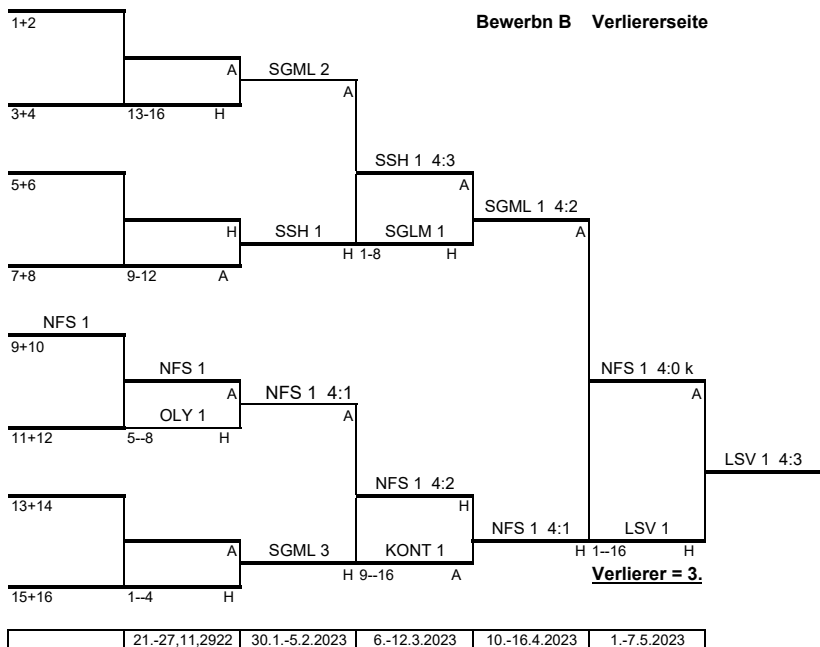 Bewerbn B Verliererseite
1+2
A
SGML 2
A
3+4
13-16 H
SSH 1 4:3
5+6
A
SGML 1 4:2
H
SSH 1
SGLM 1
A
H 1-8 H
7+8
9-12 A
NFS 1
9+10
NFS 1
NFS 1 4:0 k
A
NFS 1 4:1
A
OLY 1
A
11+12
5--8 H
LSV 1 4:3
NFS 1 4:2
13+14
H
NFS 1 4:1
LSV 1
A
SGML 3
KONT 1
H 1--16 H
H 9--16 A
Verlierer = 3.
15+16
1--4 H
21.-27,11,2922 30.1.-5.2.2023 6.-12.3.2023 10.-16.4.2023 1.-7.5.2023